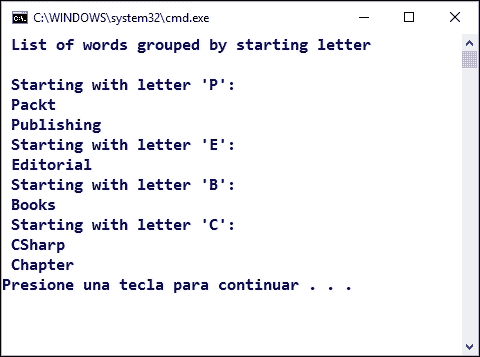 C:\WINDOWS\system32\cmd.exe
List of words grouped by starting letter
Starting with letter 'P':
Packt
Publishing
Starting with letter 'E':
Editorial
Starting with letter 'B':
Books
Starting with letter 'C':
CSharp
Chapter
Presione una tecla para continuar . . .